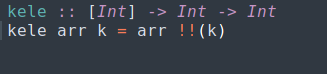 kele :: [Int] -> Int -> Int
kele arr k = arr !!(k)